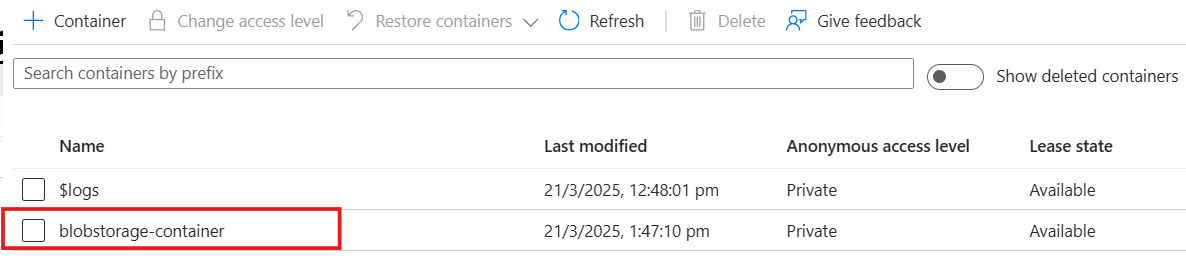 Container Change access level Restore containers Refresh Delete Give feedback
Search containers by prefix Show deleted containers
Name Last modified Anonymous access level Lease state
$logs 21/3/2025, 12:48:01 pm Private Available
blobstorage-container 21/3/2025, 1:47:10 pm Private Available